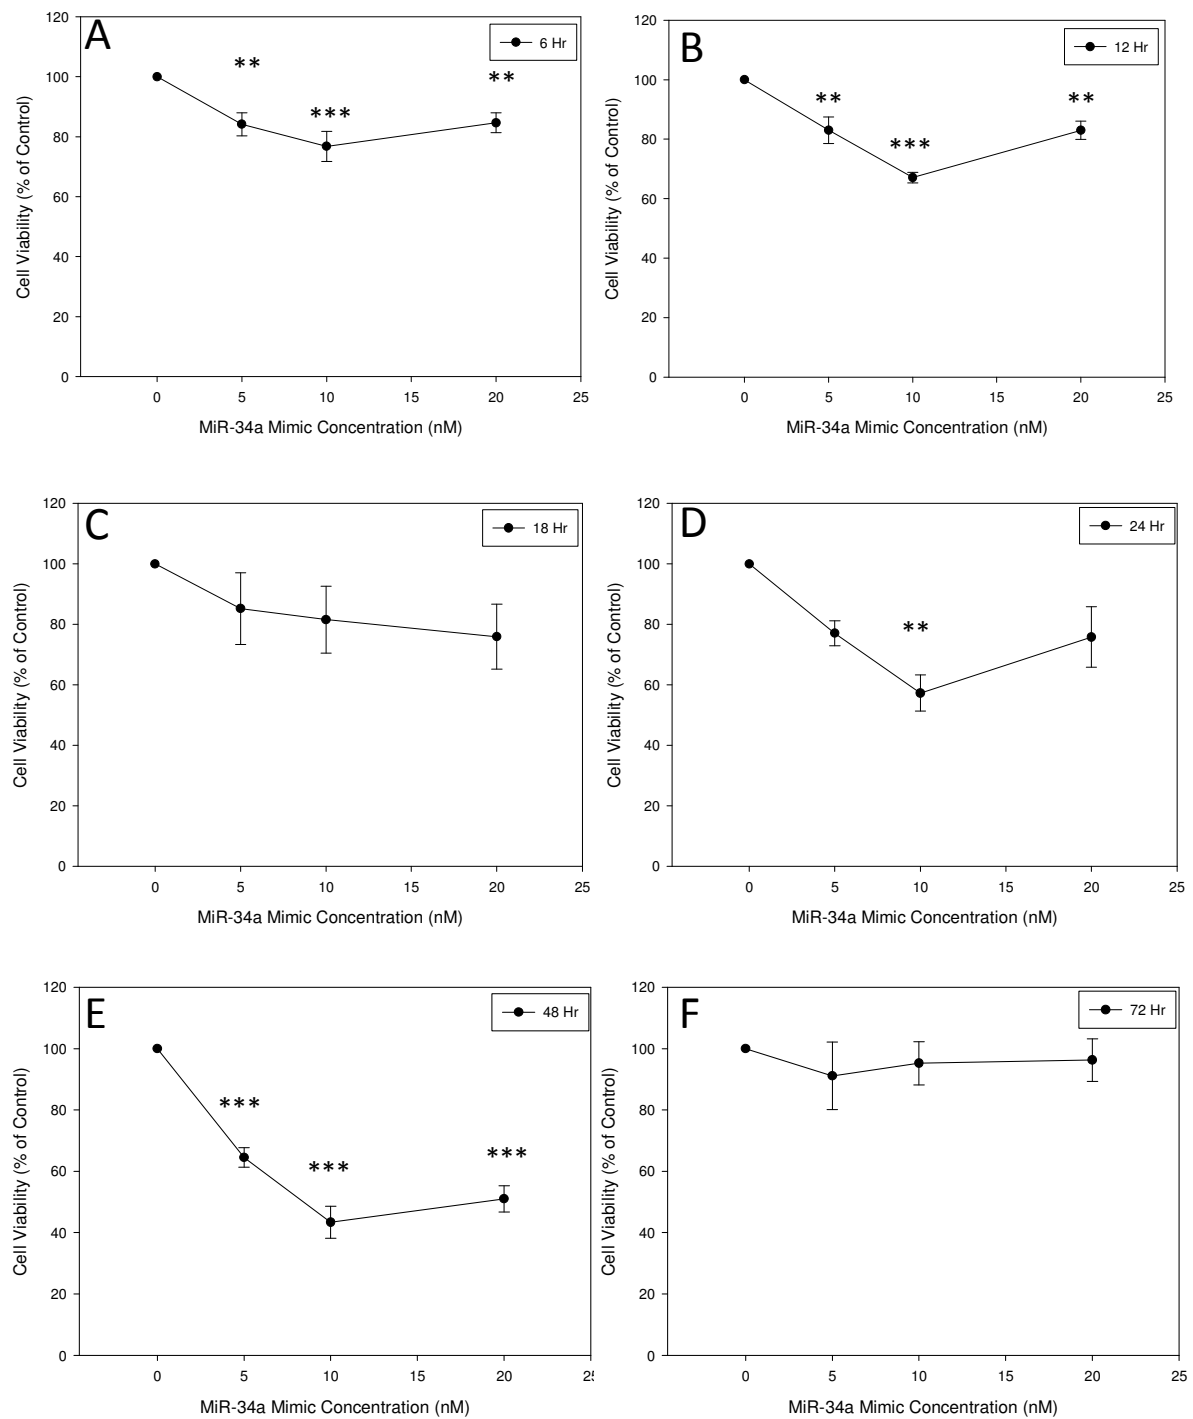 A
6 Hr
120
100
80
60
40
20
0
Cell Viability (% of Control)
**
***
**
0 5 10 15 20 25
MiR-34a Mimic Concentration (nM)
B
12 Hr
120
100
80
60
40
20
0
Cell Viability (% of Control)
**
***
**
0 5 10 15 20 25
MiR-34a Mimic Concentration (nM)
C
18 Hr
120
100
80
60
40
20
0
Cell Viability (% of Control)
0 5 10 15 20 25
MiR-34a Mimic Concentration (nM)
D
24 Hr
120
100
80
60
40
20
0
Cell Viability (% of Control)
**
0 5 10 15 20 25
MiR-34a Mimic Concentration (nM)
E
48 Hr
120
100
80
60
40
20
0
Cell Viability (% of Control)
***
***
***
0 5 10 15 20
MiR-34a Mimic Concentration (nM)
F
72 Hr
120
100
80
60
40
20
0
Cell Viability (% of Control)
0 5 10 15 20 25
MiR-34a Mimic Concentration (nM)